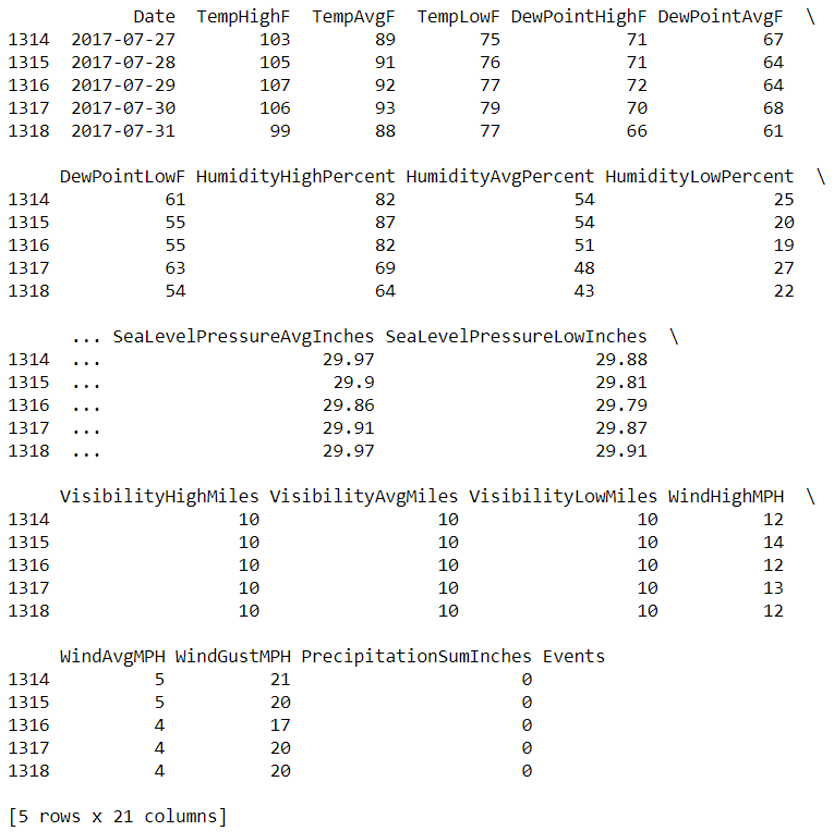 Date TempHighF TempAvgF TempLowF DewPointHighF DewPointAvgF \
1314 2017-07-27 103 89 75 71 67
1315 2017-07-28 105 91 76 71 64
1316 2017-07-29 107 92 77 72 64
1317 2017-07-30 106 93 79 70 68
1318 2017-07-31 99 88 77 66 61
DewPointLowF HumidityHighPercent HumidityAvgPercent HumidityLowPercent \
1314 61 82 54 25
1315 55 87 54 20
1316 55 82 51 19
1317 63 69 48 27
1318 54 64 43 22
... SeaLevelPressureAvgInches SeaLevelPressureLowInches \
1314 ... 29.97 29.88
1315 ... 29.9 29.81
1316 ... 29.86 29.79
1317 ... 29.91 29.87
1318 ... 29.97 29.91
VisibilityHighMiles VisibilityAvgMiles VisibilityLowMiles WindHighMPH \
1314 10 10 10 12
1315 10 10 10 14
1316 10 10 10 12
1317 10 10 10 13
1318 10 10 10 12
WindAvgMPH WindGustMPH PrecipitationSumInches Events
1314 5 21 0
1315 5 20 0
1316 4 17 0
1317 4 20 0
1318 4 20 0
[5 rows x 21 columns]